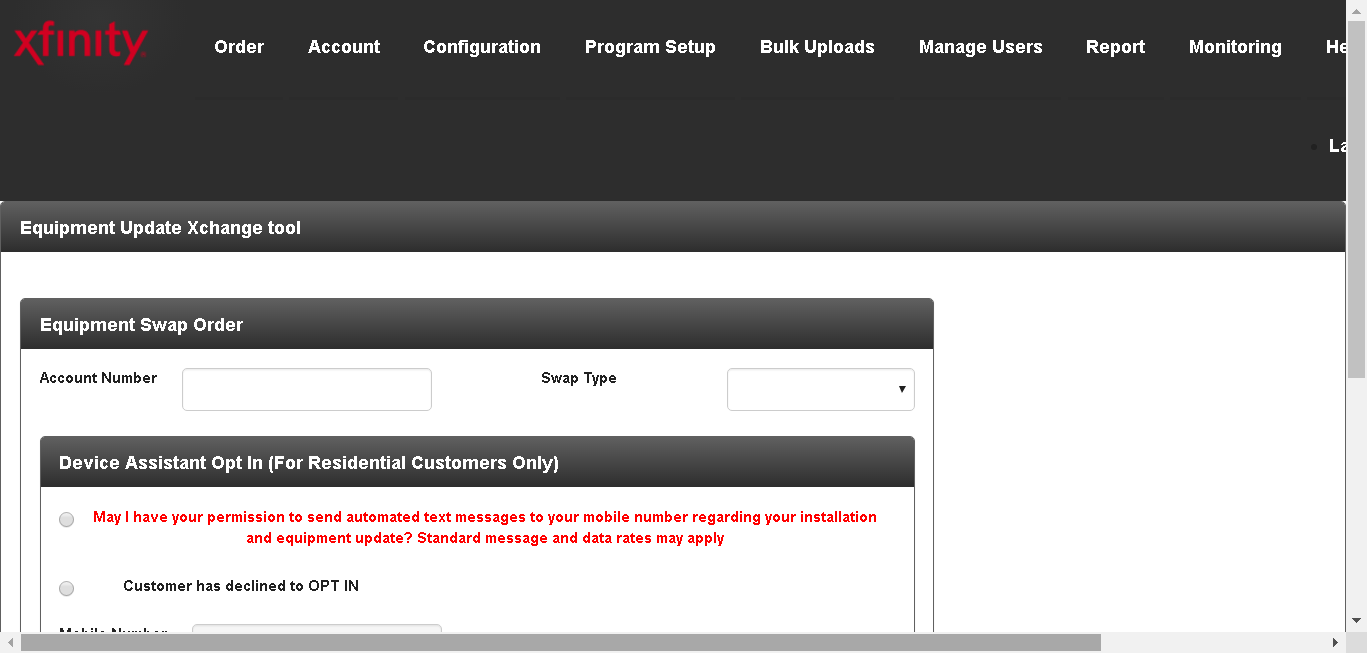 xfinity
Order Account Configuration Program Setup Bulk Uploads Manage Users Report Monitoring He
La
Equipment Update Xchange tool
Equipment Swap Order
Account Number Swap Type
Device Assistant Opt In (For Residential Customers Only)
May I have your permission to send automated text messages to your mobile number regarding your installation
and equipment update? Standard message and data rates may apply
Customer has declined to OPT IN
Mobile Number